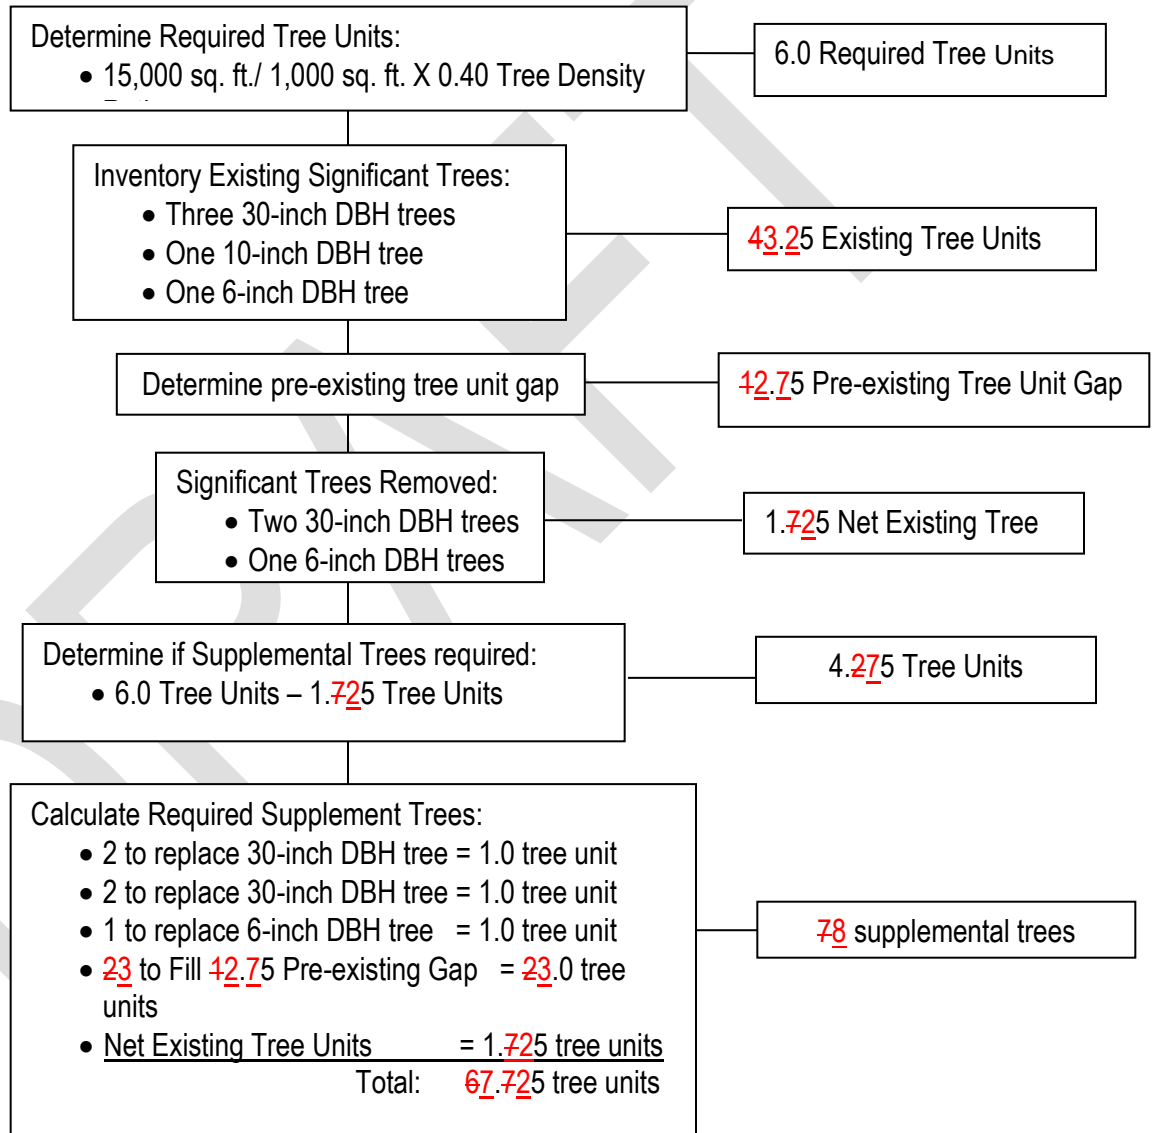 Determine Required Tree Units:
• 15,000 sq. ft./ 1,000 sq. ft. X 0.40 Tree Density
6.0 Required Tree Units
Inventory Existing Significant Trees:
• Three 30-inch DBH trees
• One 10-inch DBH tree
• One 6-inch DBH tree
43.25 Existing Tree Units
Determine pre-existing tree unit gap
12.75 Pre-existing Tree Unit Gap
Significant Trees Removed:
• Two 30-inch DBH trees
• One 6-inch DBH trees
1.725 Net Existing Tree
Determine if Supplemental Trees required:
• 6.0 Tree Units – 1.725 Tree Units
4.275 Tree Units
Calculate Required Supplement Trees:
• 2 to replace 30-inch DBH tree = 1.0 tree unit
• 2 to replace 30-inch DBH tree = 1.0 tree unit
• 1 to replace 6-inch DBH tree = 1.0 tree unit
• 23 to Fill 12.75 Pre-existing Gap = 23.0 tree
units
• Net Existing Tree Units = 1.725 tree units
Total: 67.725 tree units
78 supplemental trees
DRAFT